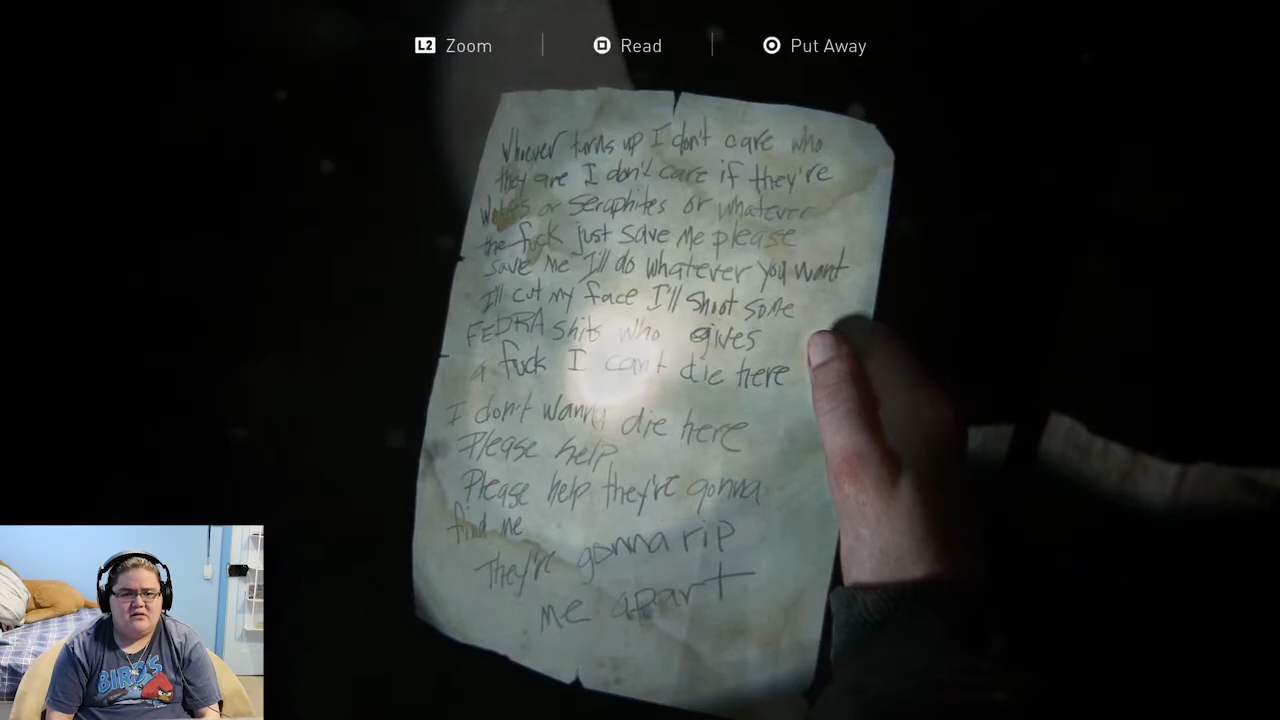 L2 Zoom
Read
Put Away
Whoever turns up I don't care who
they are I don't care if they're
Wolves or Seraphites or whatever
the fuck just save me please
save me I'll do whatever you want
I'll cut my face I'll shoot some
FEDRA shits who gives
a fuck I can't die here
I don't wanna die here
Please help
Please help they're gonna
find me
They're gonna rip
me apart
BIRDS